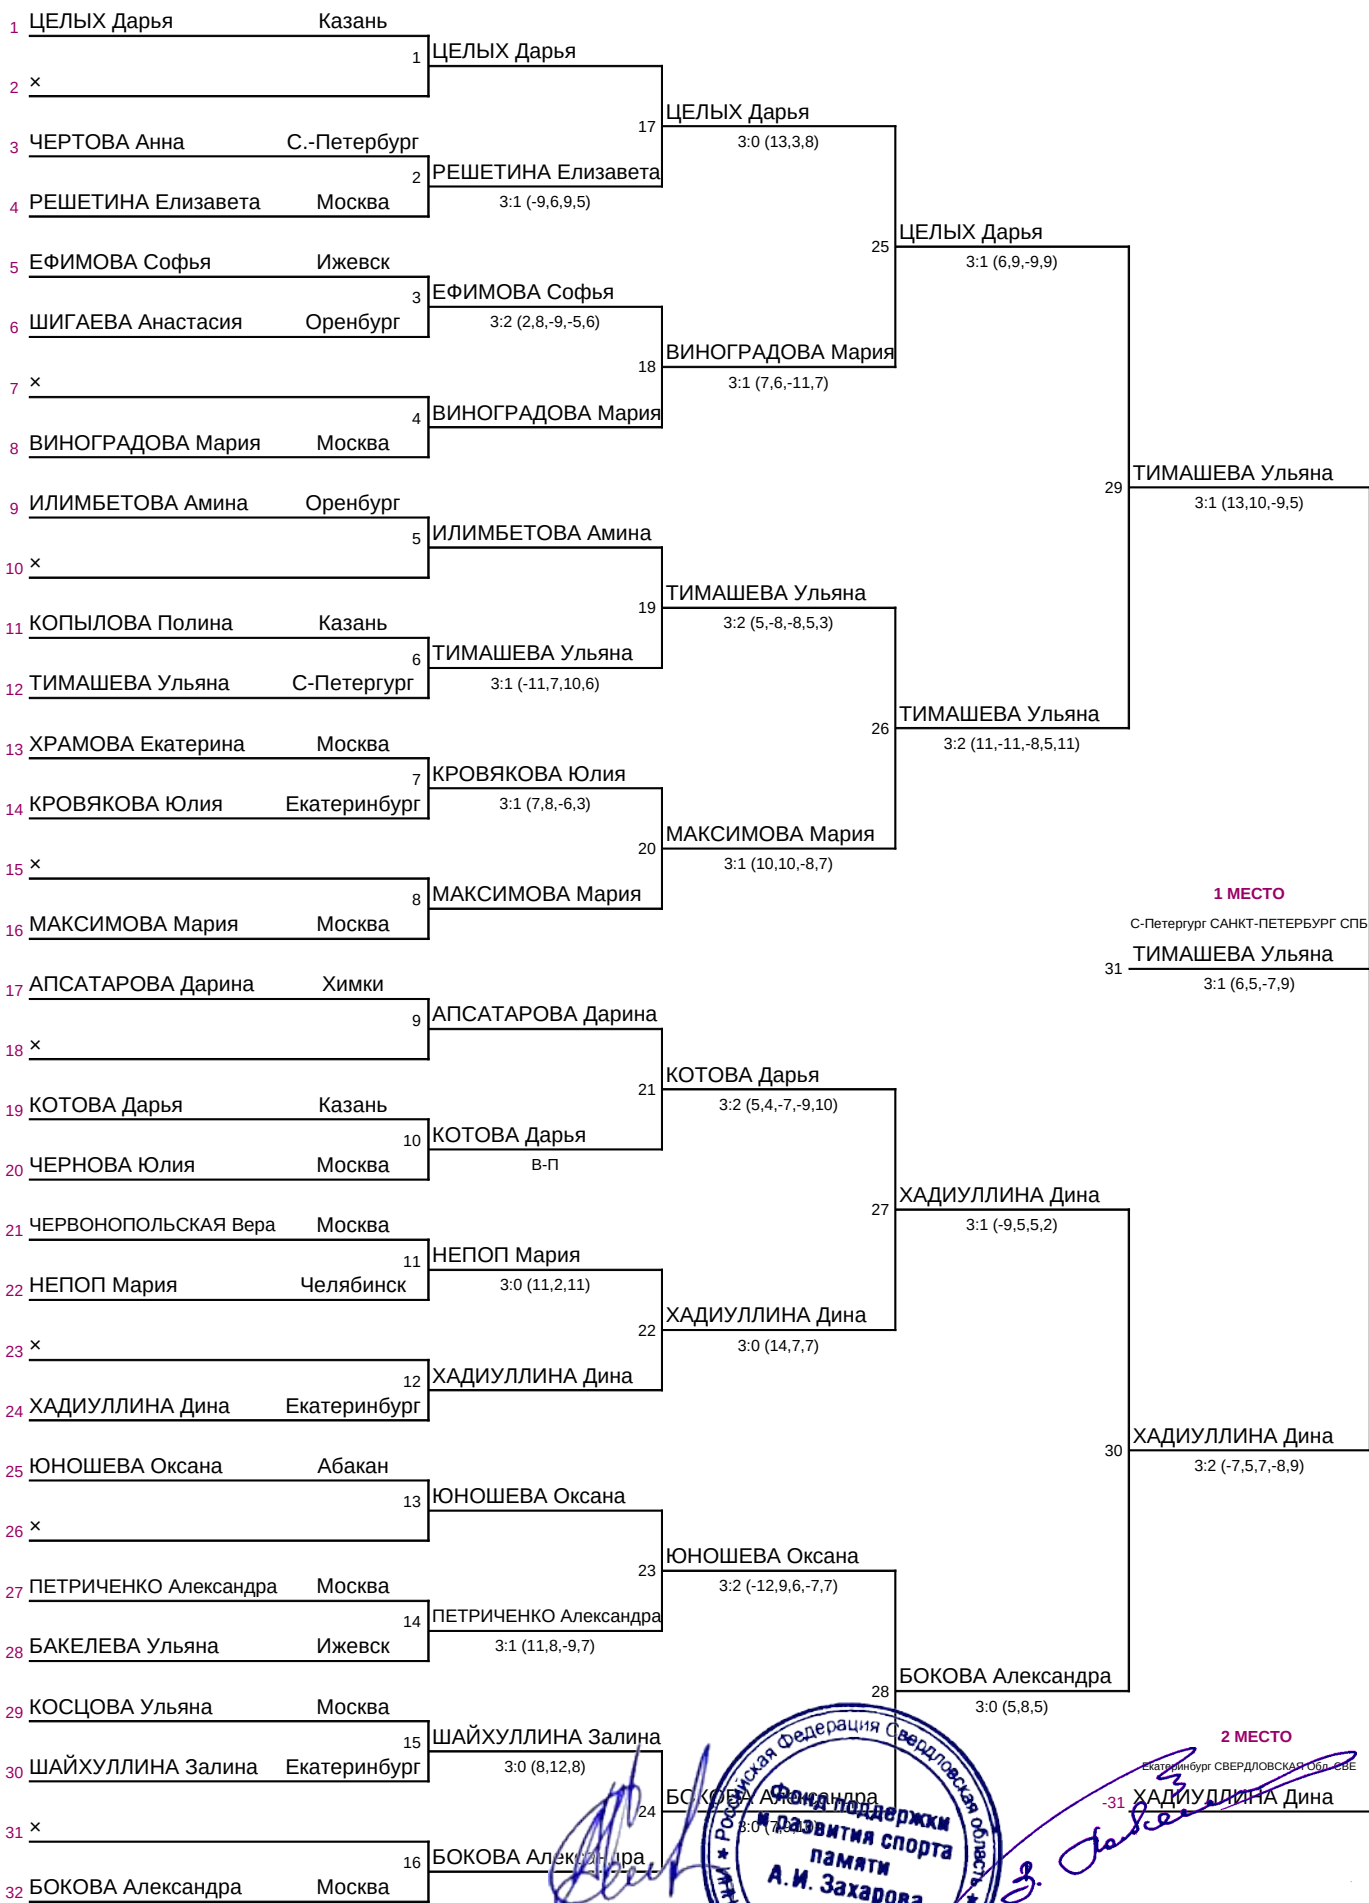 1 ЦЕЛЫХ Дарья Казань
1 ЦЕЛЫХ Дарья
2 ×
17 ЦЕЛЫХ Дарья
3:0 (13,3,8)
3 ЧЕРТОВА Анна С.-Петербург
2 РЕШЕТИНА Елизавета
3:1 (-9,6,9,5)
4 РЕШЕТИНА Елизавета Москва
25 ЦЕЛЫХ Дарья
3:1 (6,9,-9,9)
5 ЕФИМОВА Софья Ижевск
3 ЕФИМОВА Софья
3:2 (2,8,-9,-5,6)
6 ШИГАЕВА Анастасия Оренбург
18 ВИНОГРАДОВА Мария
3:1 (7,6,-11,7)
7 ×
4 ВИНОГРАДОВА Мария
8 ВИНОГРАДОВА Мария Москва
29 ТИМАШЕВА Ульяна
3:1 (13,10,-9,5)
9 ИЛИМБЕТОВА Амина Оренбург
5 ИЛИМБЕТОВА Амина
10 ×
19 ТИМАШЕВА Ульяна
3:2 (5,-8,-8,5,3)
11 КОПЫЛОВА Полина Казань
6 ТИМАШЕВА Ульяна
3:1 (-11,7,10,6)
12 ТИМАШЕВА Ульяна С-Петергург
26 ТИМАШЕВА Ульяна
3:2 (11,-11,-8,5,11)
13 ХРАМОВА Екатерина Москва
7 КРОВЯКОВА Юлия
3:1 (7,8,-6,3)
14 КРОВЯКОВА Юлия Екатеринбург
20 МАКСИМОВА Мария
3:1 (10,10,-8,7)
15 ×
8 МАКСИМОВА Мария
16 МАКСИМОВА Мария Москва
1 МЕСТО
С-Петергург САНКТ-ПЕТЕРБУРГ СПБ
31 ТИМАШЕВА Ульяна
3:1 (6,5,-7,9)
17 АПСАТАРОВА Дарина Химки
9 АПСАТАРОВА Дарина
18 ×
21 КОТОВА Дарья
3:2 (5,4,-7,-9,10)
19 КОТОВА Дарья Казань
10 КОТОВА Дарья
В-П
20 ЧЕРНОВА Юлия Москва
27 ХАДИУЛЛИНА Дина
3:1 (-9,5,5,2)
21 ЧЕРВОНОПОЛЬСКАЯ Вера Москва
11 НЕПОП Мария
3:0 (11,2,11)
22 НЕПОП Мария Челябинск
22 ХАДИУЛЛИНА Дина
3:0 (14,7,7)
23 ×
12 ХАДИУЛЛИНА Дина
24 ХАДИУЛЛИНА Дина Екатеринбург
30 ХАДИУЛЛИНА Дина
3:2 (-7,5,7,-8,9)
25 ЮНОШЕВА Оксана Абакан
13 ЮНОШЕВА Оксана
26 ×
23 ЮНОШЕВА Оксана
3:2 (-12,9,6,-7,7)
27 ПЕТРИЧЕНКО Александра Москва
14 ПЕТРИЧЕНКО Александра
3:1 (11,8,-9,7)
28 БАКЕЛЕВА Ульяна Ижевск
28 БОКОВА Александра
3:0 (5,8,5)
29 КОСЦОВА Ульяна Москва
15 ШАЙХУЛЛИНА Залина
3:0 (8,12,8)
30 ШАЙХУЛЛИНА Залина Екатеринбург
24 БОКОВА Александра
31 ×
16 БОКОВА Александра
32 БОКОВА Александра Москва
2 МЕСТО
Екатеринбург СВЕРДЛОВСКАЯ Обл. СВЕ
-31 ХАДИУЛЛИНА Дина
Российская Федерация Свердловская область
Фонд поддержки
и развития спорта
памяти
А.И. Захарова